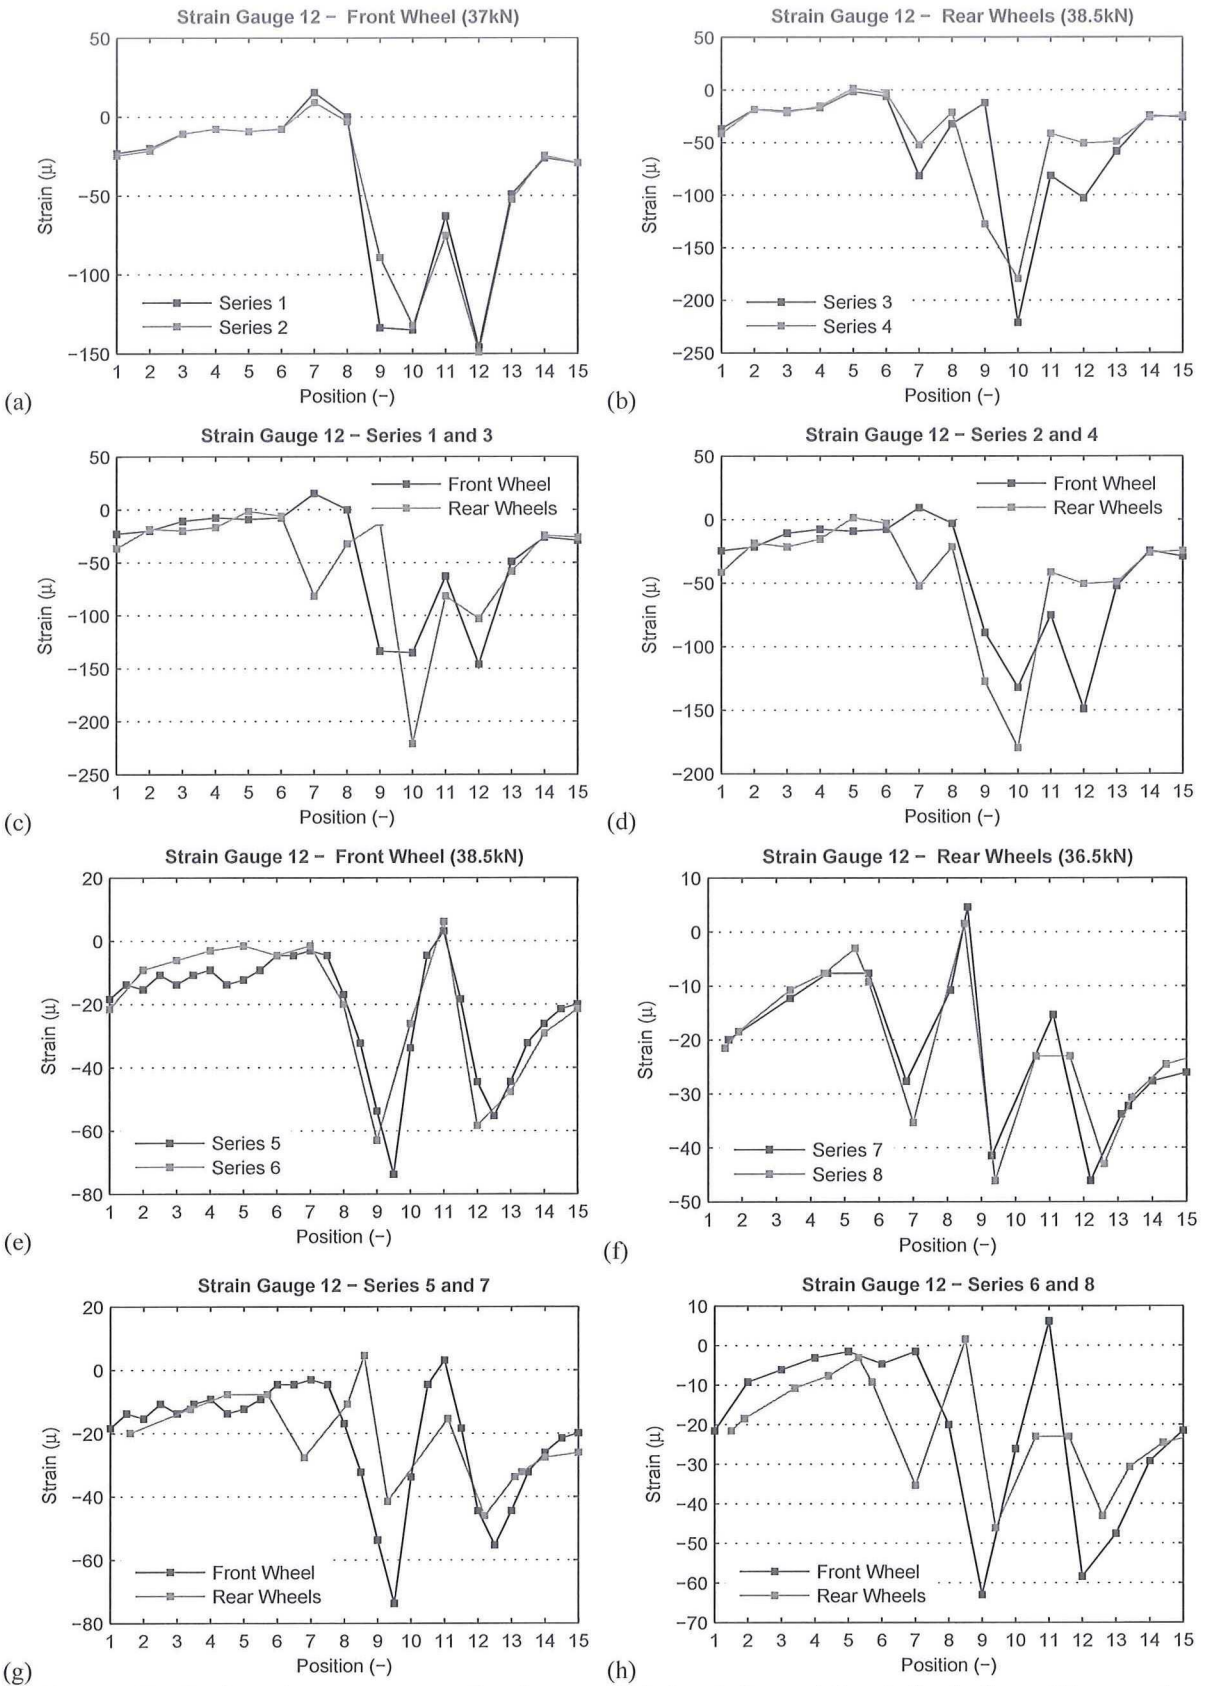 Strain Gauge 12 − Front Wheel (37kN)
50
0
−50
−100
−150
Strain (μ)
Series 1
Series 2
1 2 3 4 5 6 7 8 9 10 11 12 13 14 15
Position (−)
(a)
Strain Gauge 12 − Rear Wheels (38.5kN)
50
0
−50
−100
−150
−200
−250
Strain (μ)
Series 3
Series 4
1 2 3 4 5 6 7 8 9 10 11 12 13 14 15
Position (−)
(b)
Strain Gauge 12 − Series 1 and 3
50
0
−50
−100
−150
−200
−250
Strain (μ)
Front Wheel
Rear Wheels
1 2 3 4 5 6 7 8 9 10 11 12 13 14 15
Position (−)
(c)
Strain Gauge 12 − Series 2 and 4
50
0
−50
−100
−150
−200
Strain (μ)
Front Wheel
Rear Wheels
1 2 3 4 5 6 7 8 9 10 11 12 13 14 15
Position (−)
(d)
Strain Gauge 12 − Front Wheel (38.5kN)
20
0
−20
−40
−60
−80
Strain (μ)
Series 5
Series 6
1 2 3 4 5 6 7 8 9 10 11 12 13 14 15
Position (−)
(e)
Strain Gauge 12 − Rear Wheels (36.5kN)
10
0
−10
−20
−30
−40
−50
Strain (μ)
Series 7
Series 8
1 2 3 4 5 6 7 8 9 10 11 12 13 14 15
Position (−)
(f)
Strain Gauge 12 − Series 5 and 7
20
0
−20
−40
−60
−80
Strain (μ)
Front Wheel
Rear Wheels
1 2 3 4 5 6 7 8 9 10 11 12 13 14 15
Position (−)
(g)
Strain Gauge 12 − Series 6 and 8
10
0
−10
−20
−30
−40
−50
−60
−70
Strain (μ)
Front Wheel
Rear Wheels
1 2 3 4 5 6 7 8 9 10 11 12 13 14 15
Position (−)
(h)